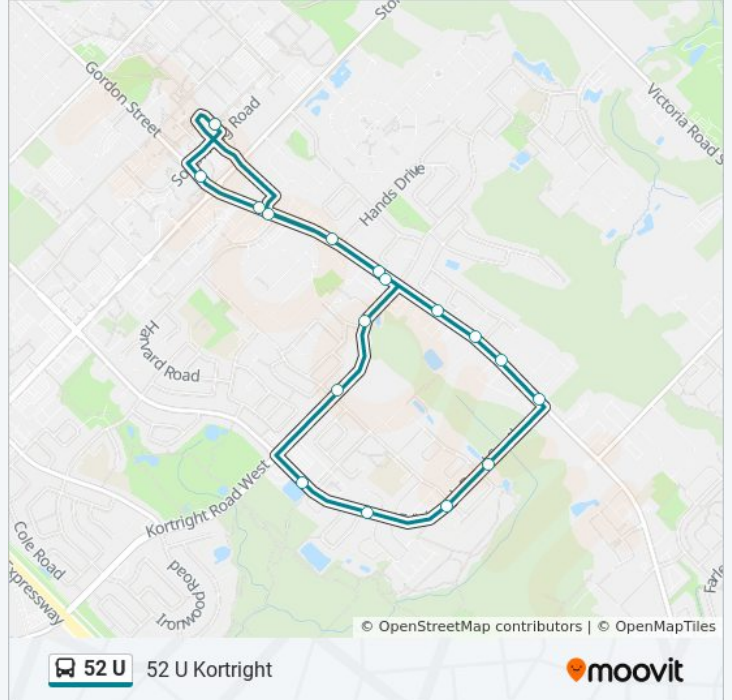 Sto
Gordon Street
Victoria Road S
Road
Hands Drive
Harvard Road
Kortright Road West
Cole Road
Expressway
Ironwood Road
© OpenStreetMap contributors | © OpenMapTiles
52 U
52 U Kortright
moovit